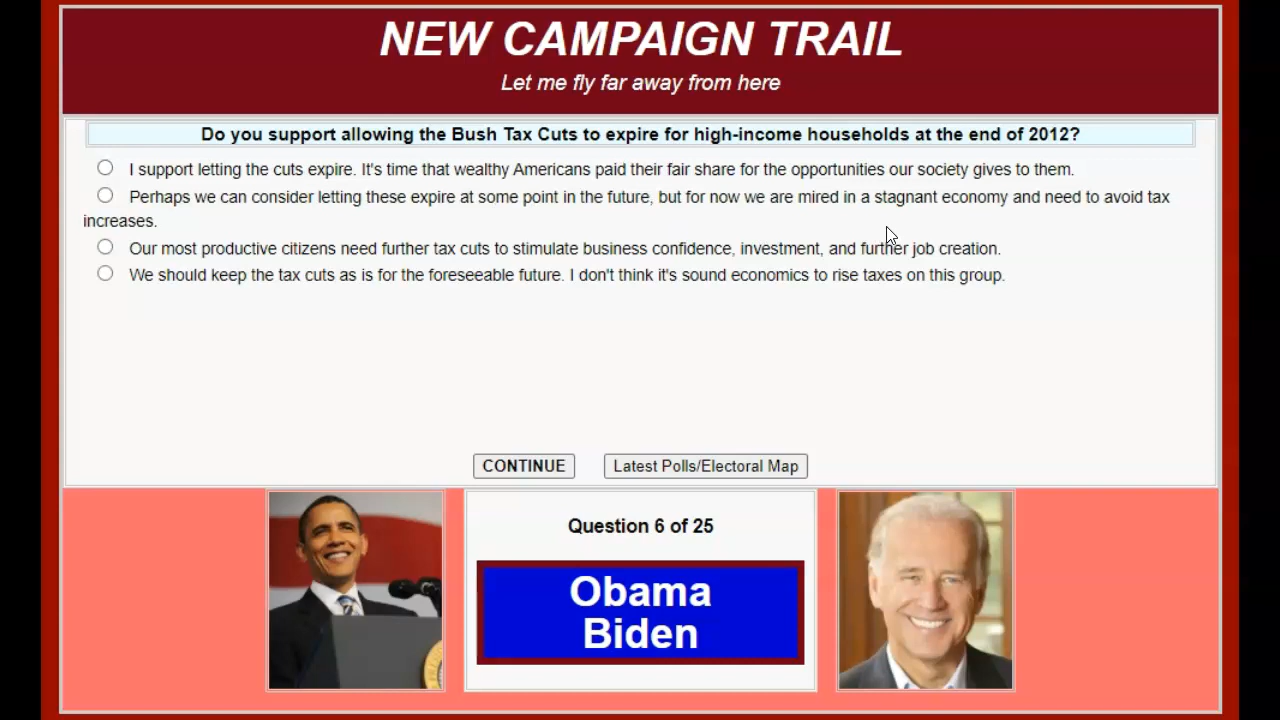 NEW CAMPAIGN TRAIL
Let me fly far away from here
Do you support allowing the Bush Tax Cuts to expire for high-income households at the end of 2012?
I support letting the cuts expire. It's time that wealthy Americans paid their fair share for the opportunities our society gives to them.
Perhaps we can consider letting these expire at some point in the future, but for now we are mired in a stagnant economy and need to avoid tax
increases.
Our most productive citizens need further tax cuts to stimulate business confidence, investment, and further job creation.
We should keep the tax cuts as is for the foreseeable future. I don't think it's sound economics to rise taxes on this group.
CONTINUE
Latest Polls/Electoral Map
Question 6 of 25
Obama
Biden